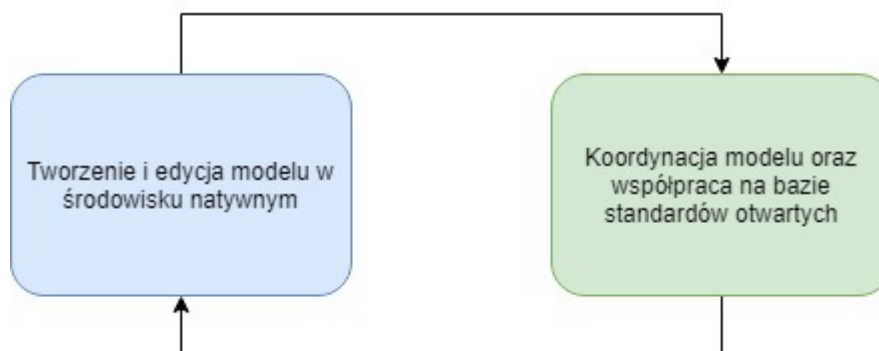 Tworzenie i edycja modelu w
środowisku natywnym
Koordynacja modelu oraz
współpraca na bazie
standardów otwartych